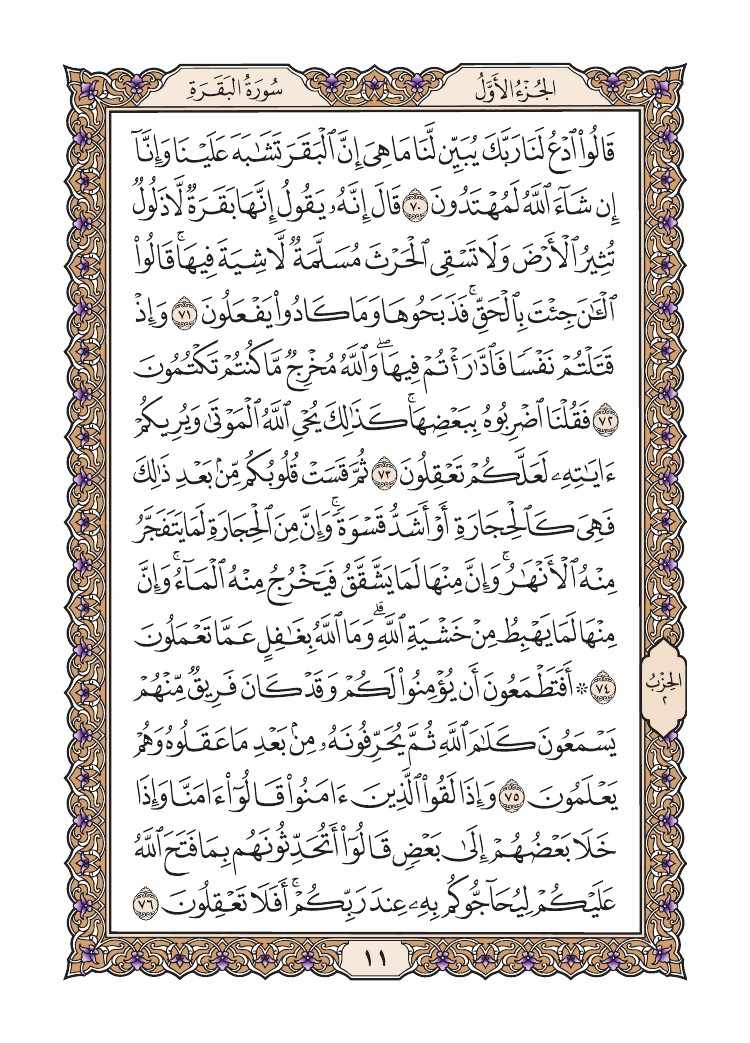 الجُزْءُ الأَوَّلُ
سُورَةُ البَقَرَةِ
قَالُوا۟ ٱدۡعُ لَنَا رَبَّكَ يُبَيِّن لَّنَا مَا هِيَ إِنَّ ٱلۡبَقَرَ تَشَٰبَهَ عَلَيۡنَا وَإِنَّآ
إِن شَآءَ ٱللَّهُ لَمُهۡتَدُونَ ٧٠ قَالَ إِنَّهُۥ يَقُولُ إِنَّهَا بَقَرَةٞ لَّا ذَلُولٞ
تُثِيرُ ٱلۡأَرۡضَ وَلَا تَسۡقِي ٱلۡحَرۡثَ مُسَلَّمَةٞ لَّا شِيَةَ فِيهَاۚ قَالُوا۟
ٱلۡـَٰٔنَ جِئۡتَ بِٱلۡحَقِّۚ فَذَبَحُوهَا وَمَا كَادُوا۟ يَفۡعَلُونَ ٧١ وَإِذۡ
قَتَلۡتُمۡ نَفۡسٗا فَٱدَّٰرَٰٔتُمۡ فِيهَاۖ وَٱللَّهُ مُخۡرِجٞ مَّا كُنتُمۡ تَكۡتُمُونَ
٧٢ فَقُلۡنَا ٱضۡرِبُوهُ بِبَعۡضِهَاۚ كَذَٰلِكَ يُحۡيِ ٱللَّهُ ٱلۡمَوۡتَىٰ وَيُرِيكُمۡ
ءَايَٰتِهِۦ لَعَلَّكُمۡ تَعۡقِلُونَ ٧٣ ثُمَّ قَسَتۡ قُلُوبُكُم مِّنۢ بَعۡدِ ذَٰلِكَ
فَهِيَ كَٱلۡحِجَارَةِ أَوۡ أَشَدُّ قَسۡوَةٗۚ وَإِنَّ مِنَ ٱلۡحِجَارَةِ لَمَا يَتَفَجَّرُ
مِنۡهُ ٱلۡأَنۡهَٰرُۚ وَإِنَّ مِنۡهَا لَمَا يَشَّقَّقُ فَيَخۡرُجُ مِنۡهُ ٱلۡمَآءُۚ وَإِنَّ
مِنۡهَا لَمَا يَهۡبِطُ مِنۡ خَشۡيَةِ ٱللَّهِۗ وَمَا ٱللَّهُ بِغَٰفِلٍ عَمَّا تَعۡمَلُونَ
٧٤ ۞ أَفَتَطۡمَعُونَ أَن يُؤۡمِنُوا۟ لَكُمۡ وَقَدۡ كَانَ فَرِيقٞ مِّنۡهُمۡ
يَسۡمَعُونَ كَلَٰمَ ٱللَّهِ ثُمَّ يُحَرِّفُونَهُۥ مِنۢ بَعۡدِ مَا عَقَلُوهُ وَهُمۡ
يَعۡلَمُونَ ٧٥ وَإِذَا لَقُوا۟ ٱلَّذِينَ ءَامَنُوا۟ قَالُوٓا۟ ءَامَنَّا وَإِذَا
خَلَا بَعۡضُهُمۡ إِلَىٰ بَعۡضٖ قَالُوٓا۟ أَتُحَدِّثُونَهُم بِمَا فَتَحَ ٱللَّهُ
عَلَيۡكُمۡ لِيُحَآجُّوكُم بِهِۦ عِندَ رَبِّكُمۡۚ أَفَلَا تَعۡقِلُونَ ٧٦
الحِزْبُ
٢
١١